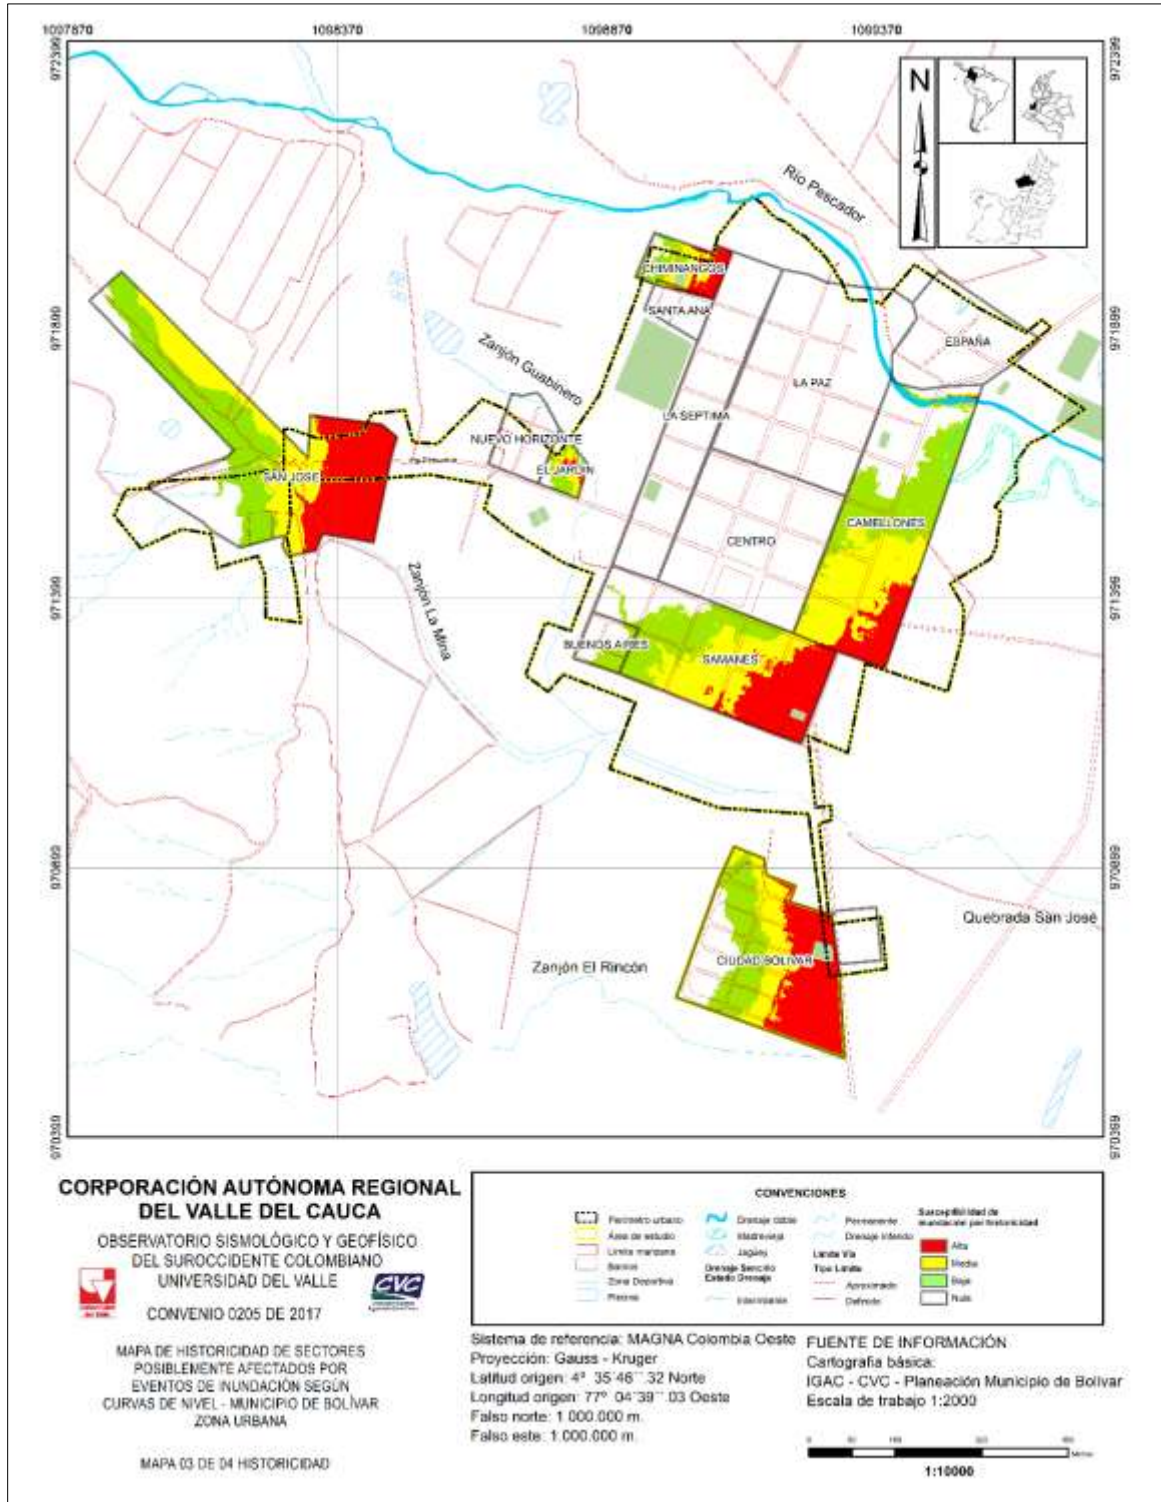 1097870 1098370 1098870 1099370
972399
972399
N
Río Pescador
CHIMINANGOS
SANTA ANA
971899
971899
ESPAÑA
Zanjón Guabinero
LA PAZ
LA SEPTIMA
NUEVO HORIZONTE
EL JARDIN
SAN JOSE
CAMELLONES
CENTRO
971399
971399
Zanjón La Mina
BUENOS AIRES
SAMANES
970899
970899
Quebrada San José
CIUDAD BOLIVAR
Zanjón El Rincón
970399
970399
CORPORACIÓN AUTÓNOMA REGIONAL
DEL VALLE DEL CAUCA
OBSERVATORIO SISMOLÓGICO Y GEOFÍSICO
DEL SUROCCIDENTE COLOMBIANO
UNIVERSIDAD DEL VALLE
CVC
CONVENIO 0205 DE 2017
MAPA DE HISTORICIDAD DE SECTORES
POSIBLEMENTE AFECTADOS POR
EVENTOS DE INUNDACIÓN SEGÚN
CURVAS DE NIVEL - MUNICIPIO DE BOLÍVAR
ZONA URBANA
MAPA 03 DE 04 HISTORICIDAD
CONVENCIONES
Perímetro urbano
Área de estudio
Límite manzana
Barrios
Zona Deportiva
Piscina
Drenaje doble
Madrevieja
Jagüey
Drenaje Sencillo
Estado Drenaje
Intermitente
Permanente
Drenaje Inferido
Límite Vía
Tipo Límite
Aproximado
Definido
Susceptibilidad de
inundación por historicidad
Alta
Media
Baja
Nula
Sistema de referencia: MAGNA Colombia Oeste
Proyección: Gauss - Kruger
Latitud origen: 4º 35´46´´.32 Norte
Longitud origen: 77º 04´39´´.03 Oeste
Falso norte: 1.000.000 m.
Falso este: 1.000.000 m.
FUENTE DE INFORMACIÓN
Cartografía básica:
IGAC - CVC - Planeación Municipio de Bolívar
Escala de trabajo 1:2000
1:10000